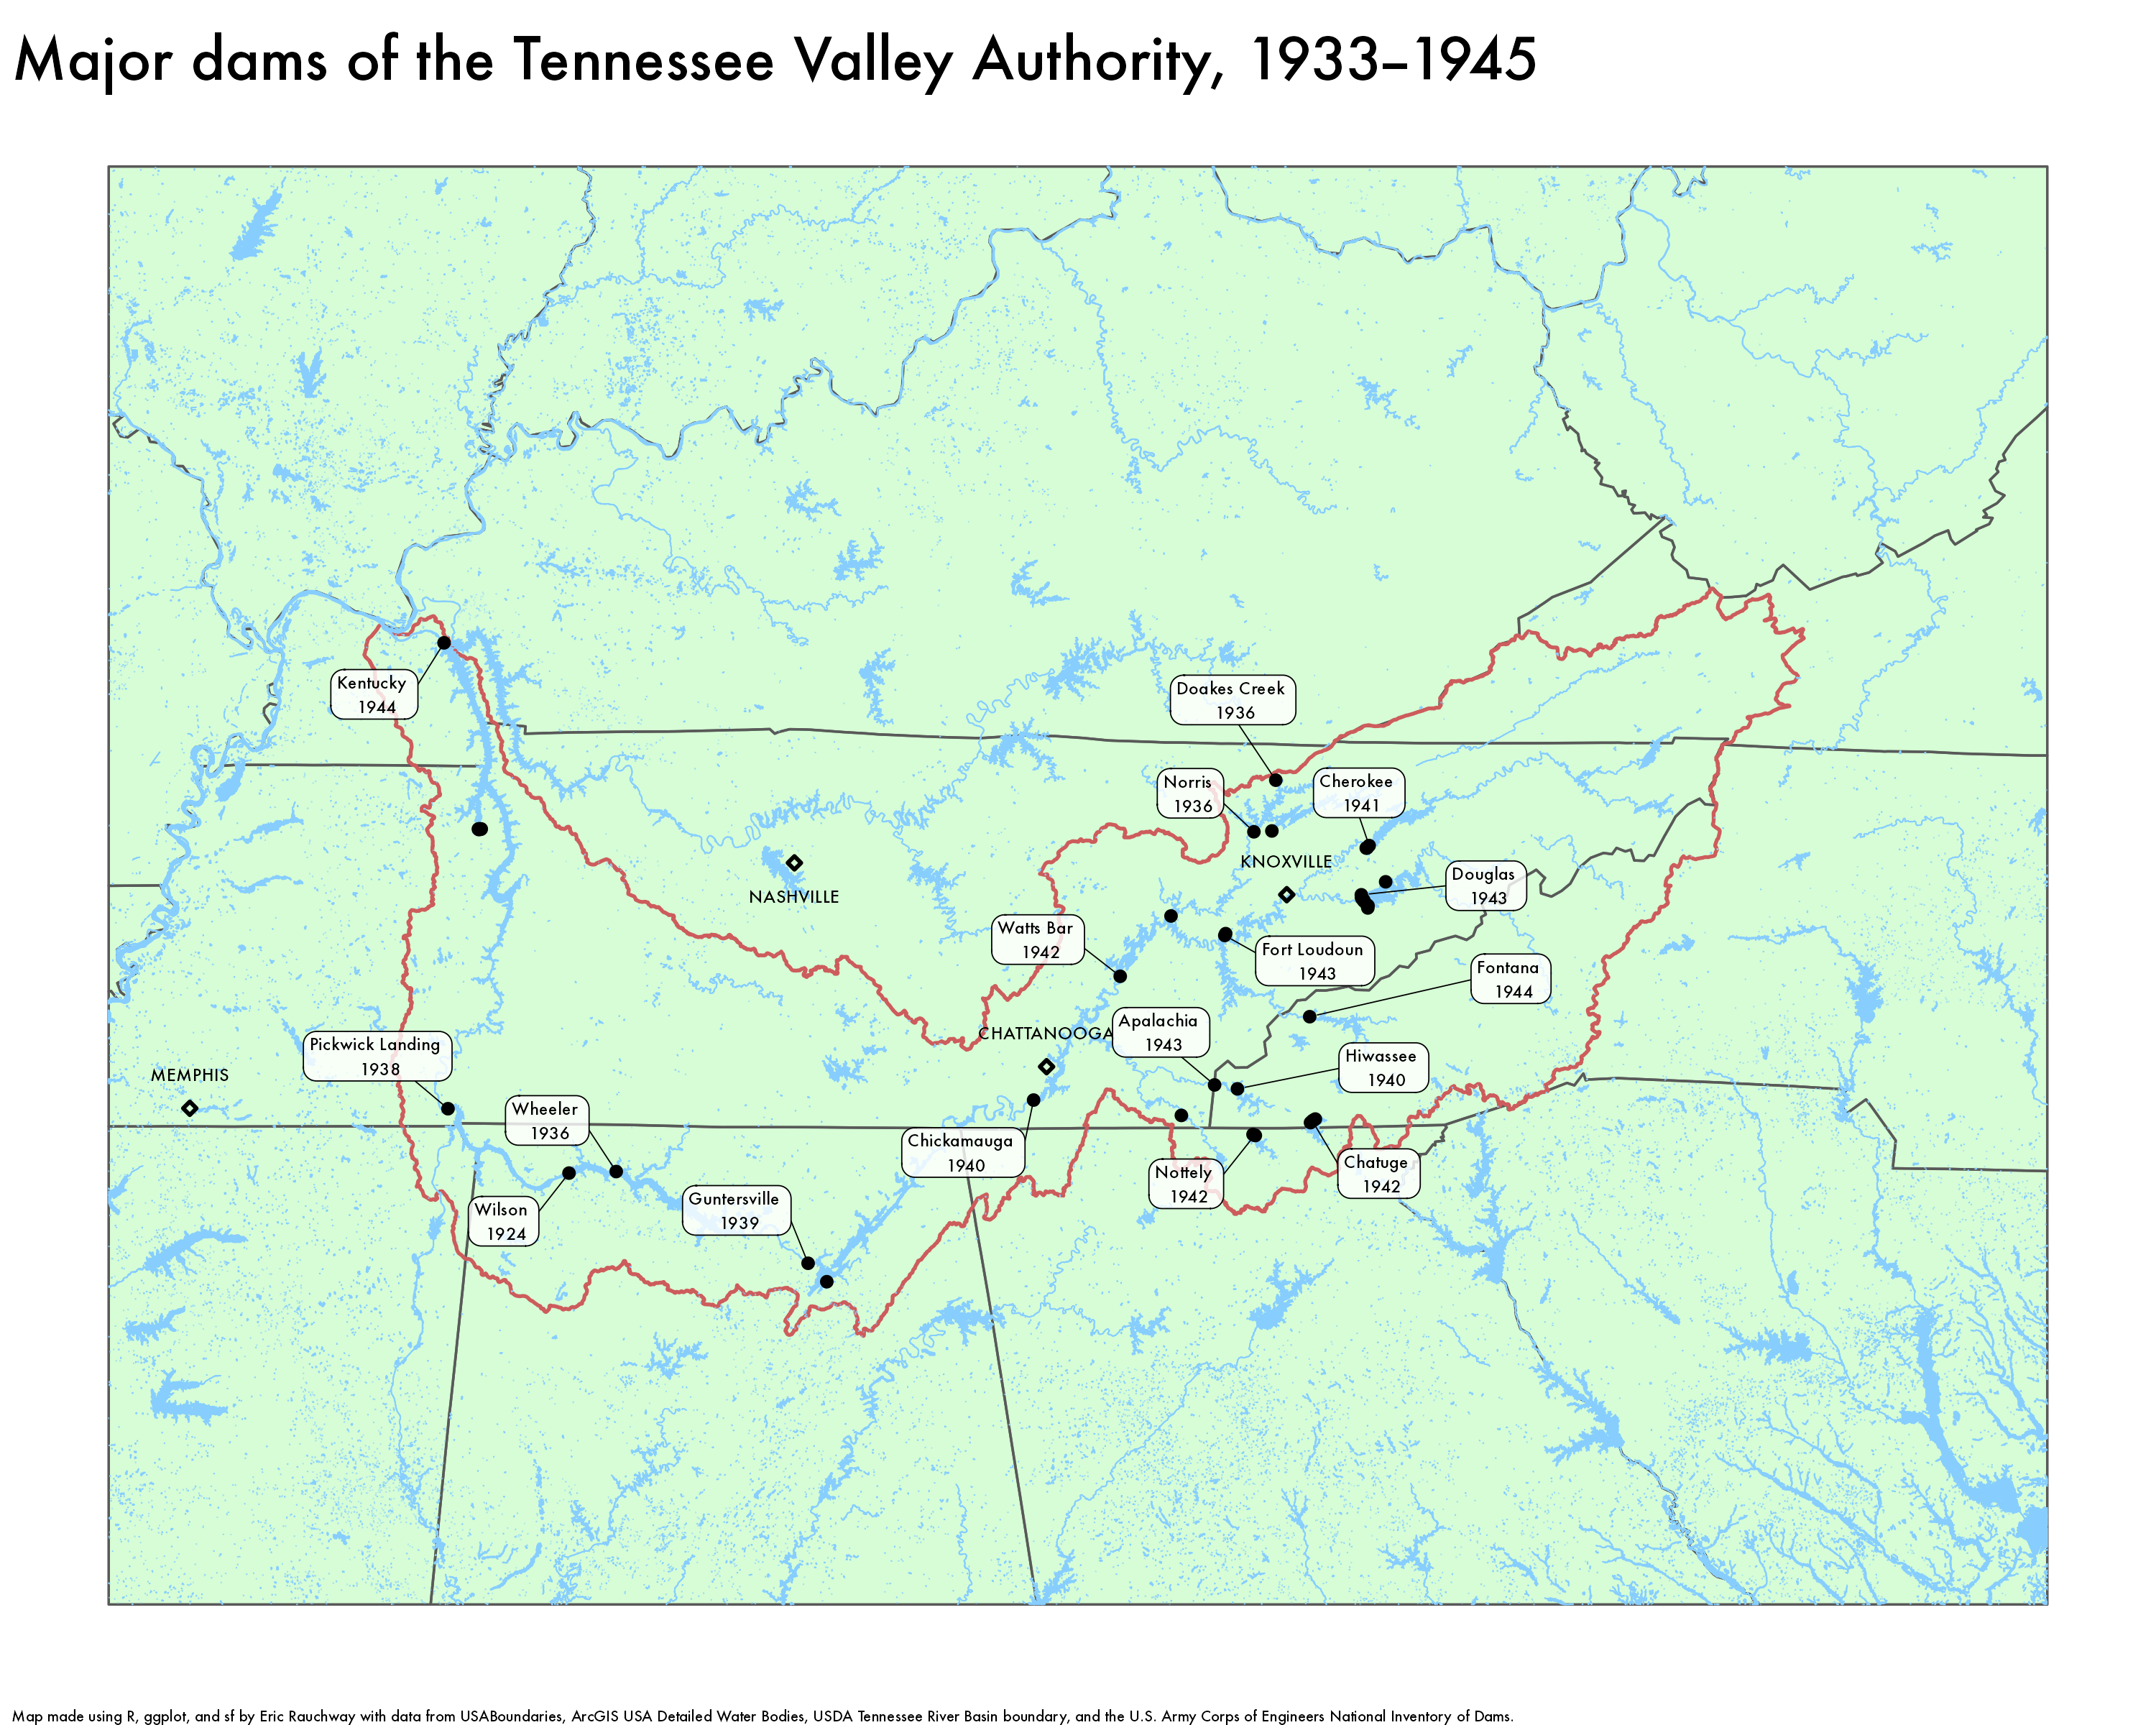 Major dams of the Tennessee Valley Authority, 1933–1945
Kentucky
1944
Doakes Creek
1936
Norris
1936
Cherokee
1941
KNOXVILLE
NASHVILLE
Douglas
1943
Watts Bar
1942
Fort Loudoun
1943
Fontana
1944
CHATTANOOGA
Apalachia
1943
Pickwick Landing
1938
Hiwassee
1940
MEMPHIS
Wheeler
1936
Chickamauga
1940
Nottely
1942
Chatuge
1942
Wilson
1924
Guntersville
1939
Map made using R, ggplot, and sf by Eric Rauchway with data from USABoundaries, ArcGIS USA Detailed Water Bodies, USDA Tennessee River Basin boundary, and the U.S. Army Corps of Engineers National Inventory of Dams.